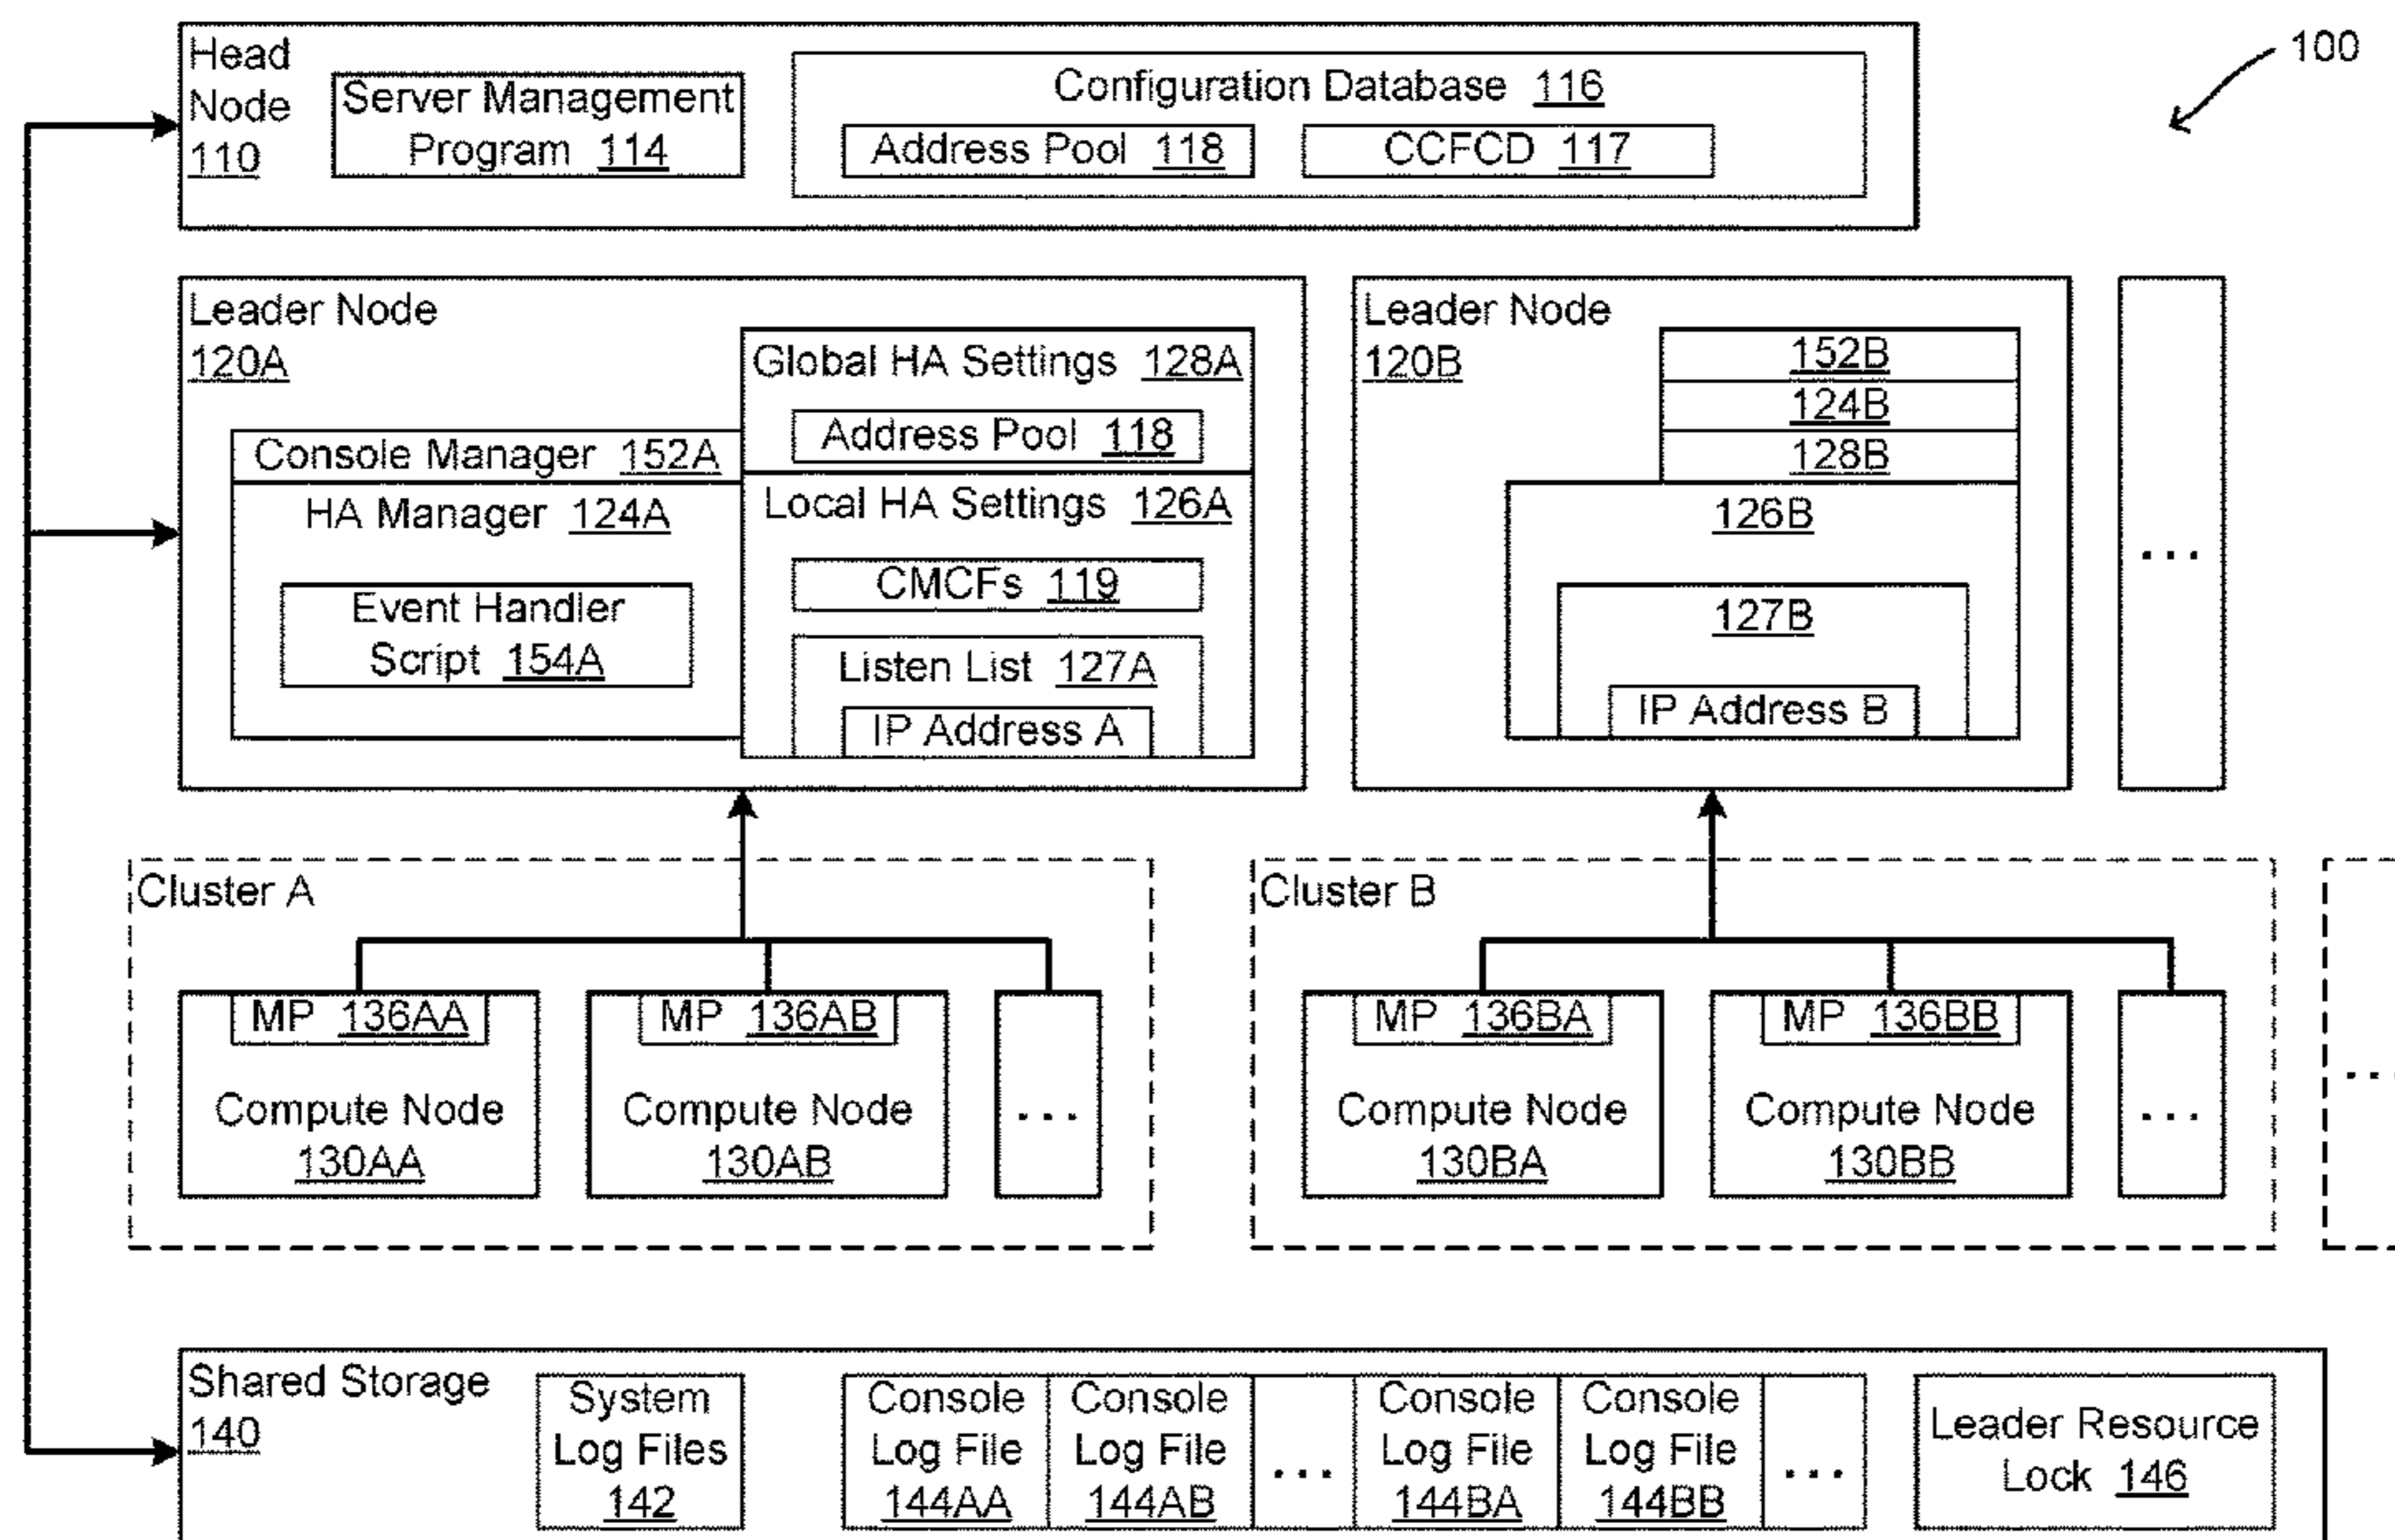 100
Head
Node
110
Server Management
Program 114
Configuration Database 116
Address Pool 118
CCFCD 117
Leader Node
120A
Console Manager 152A
HA Manager 124A
Event Handler
Script 154A
Global HA Settings 128A
Address Pool 118
Local HA Settings 126A
CMCFs 119
Listen List 127A
IP Address A
Leader Node
120B
152B
124B
128B
126B
127B
IP Address B
...
Cluster A
MP 136AA
Compute Node
130AA
MP 136AB
Compute Node
130AB
...
Cluster B
MP 136BA
Compute Node
130BA
MP 136BB
Compute Node
130BB
...
...
Shared Storage
140
System
Log Files
142
Console
Log File
144AA
Console
Log File
144AB
...
Console
Log File
144BA
Console
Log File
144BB
...
Leader Resource
Lock 146